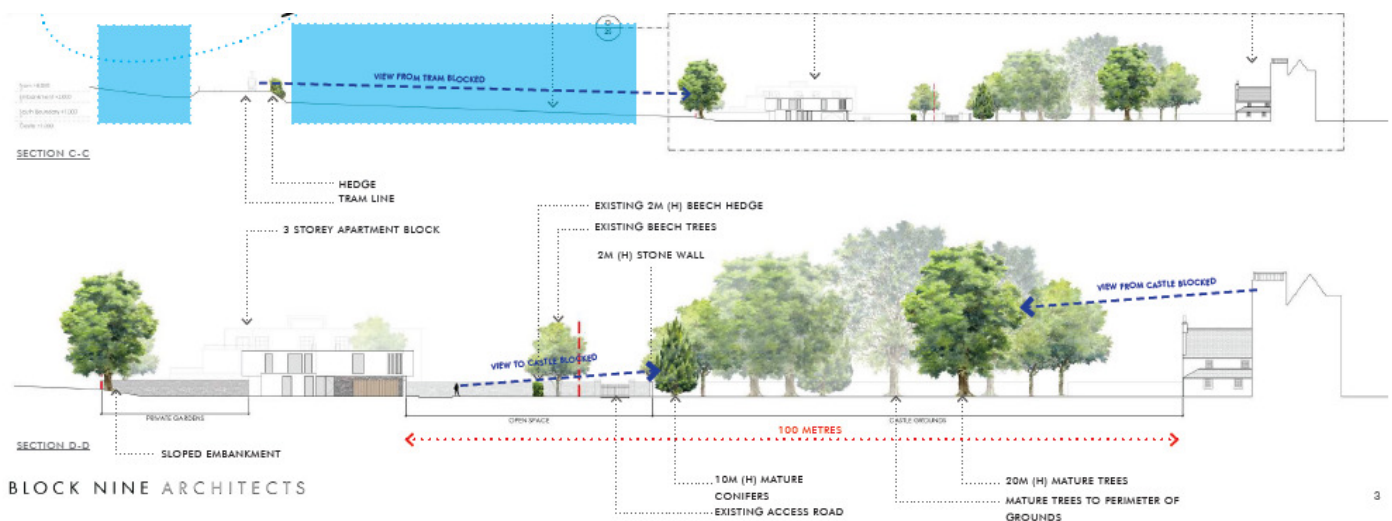 VIEW FROM TRAM BLOCKED
SECTION C-C
HEDGE
TRAM LINE
3 STOREY APARTMENT BLOCK
EXISTING 2M (H) BEECH HEDGE
EXISTING BEECH TREES
2M (H) STONE WALL
VIEW FROM CASTLE BLOCKED
VIEW TO CASTLE BLOCKED
PRIVATE GARDENS
OPEN SPACE
CASTLE GROUNDS
100 METRES
SECTION D-D
SLOPED EMBANKMENT
10M (H) MATURE
CONIFERS
EXISTING ACCESS ROAD
20M (H) MATURE TREES
MATURE TREES TO PERIMETER OF
GROUNDS
BLOCK NINE ARCHITECTS
3